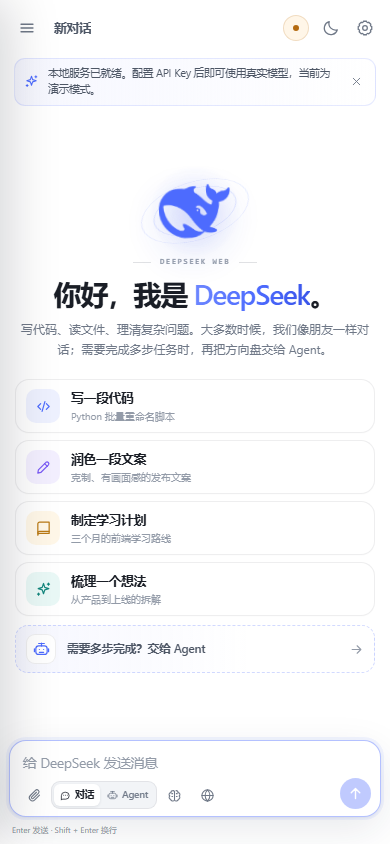 新对话
本地服务已就绪。配置 API Key 后即可使用真实模型，当前为
演示模式。
DEEPSEEK WEB
你好，我是 DeepSeek。
写代码、读文件、理清复杂问题。大多数时候，我们像朋友一样对
话；需要完成多步任务时，再把方向盘交给 Agent。
写一段代码
Python 批量重命名脚本
润色一段文案
克制、有画面感的发布文案
制定学习计划
三个月的前端学习路线
梳理一个想法
从产品到上线的拆解
需要多步完成？交给 Agent
给 DeepSeek 发送消息
对话 Agent
Enter 发送 · Shift + Enter 换行